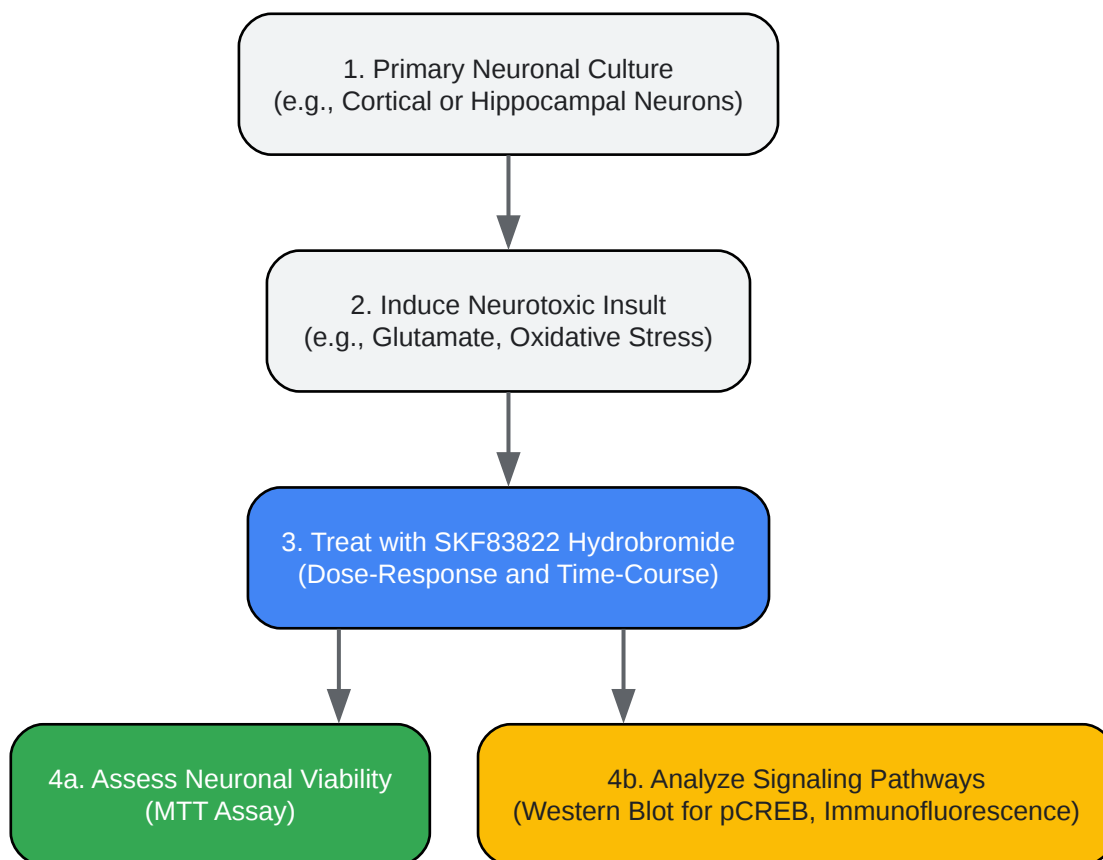 1. Primary Neuronal Culture
(e.g., Cortical or Hippocampal Neurons)
2. Induce Neurotoxic Insult
(e.g., Glutamate, Oxidative Stress)
3. Treat with SKF83822 Hydrobromide
(Dose-Response and Time-Course)
4a. Assess Neuronal Viability
(MTT Assay)
4b. Analyze Signaling Pathways
(Western Blot for pCREB, Immunofluorescence)